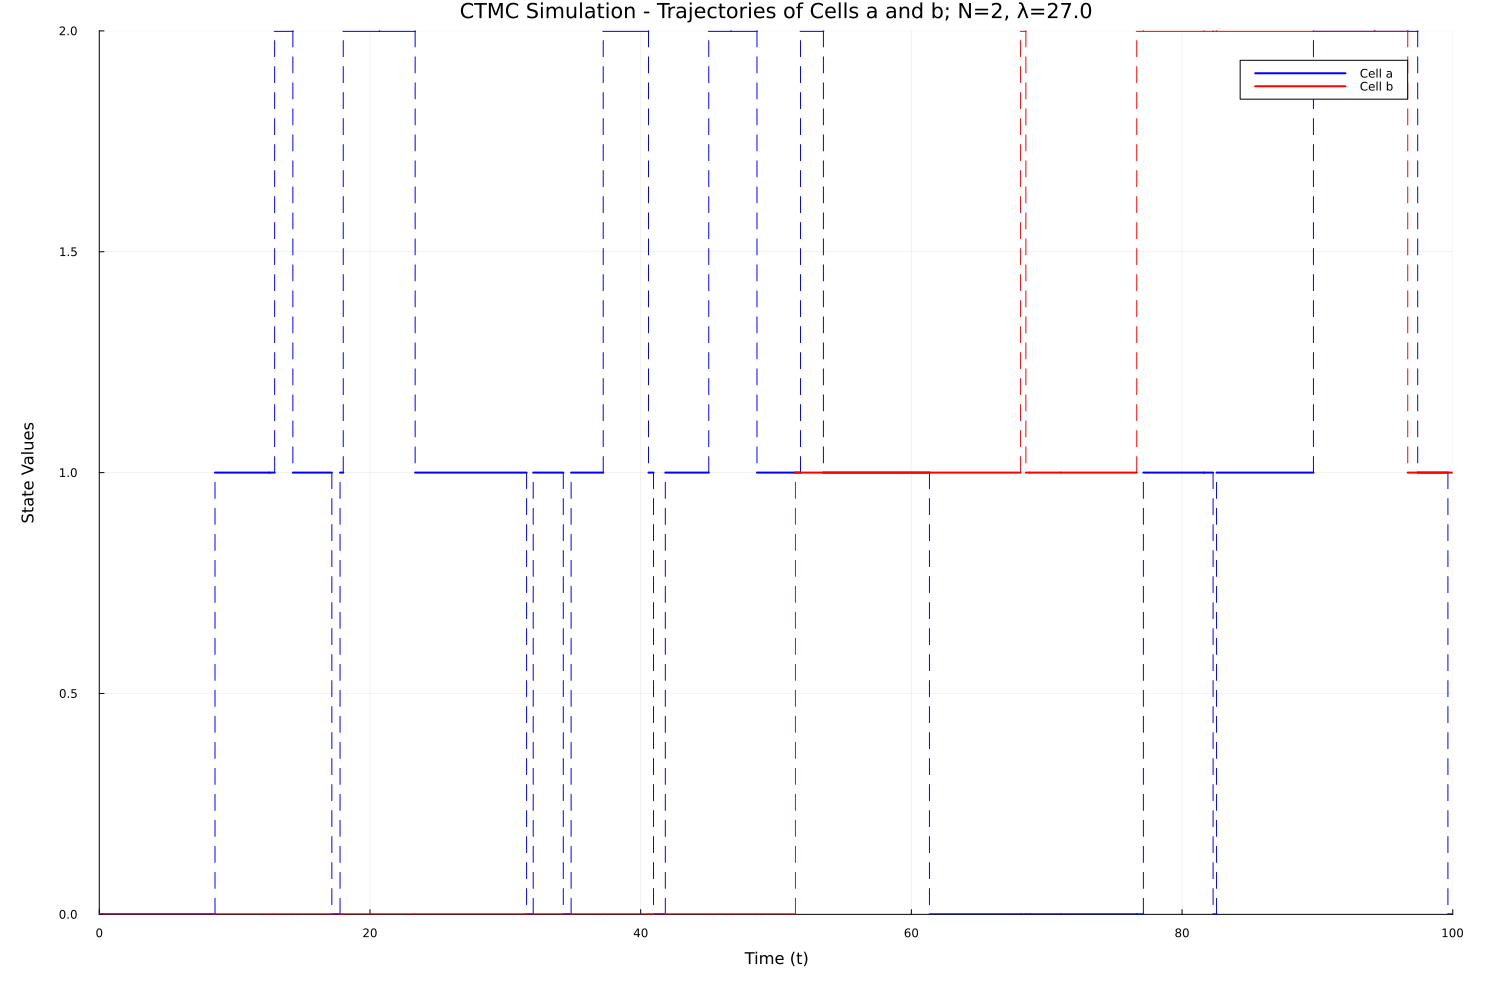 CTMC Simulation - Trajectories of Cells a and b; N=2, λ=27.0
2.0
Cell a
Cell b
1.5
1.0
State Values
0.5
0.0
0 20 40 60 80 100
Time (t)